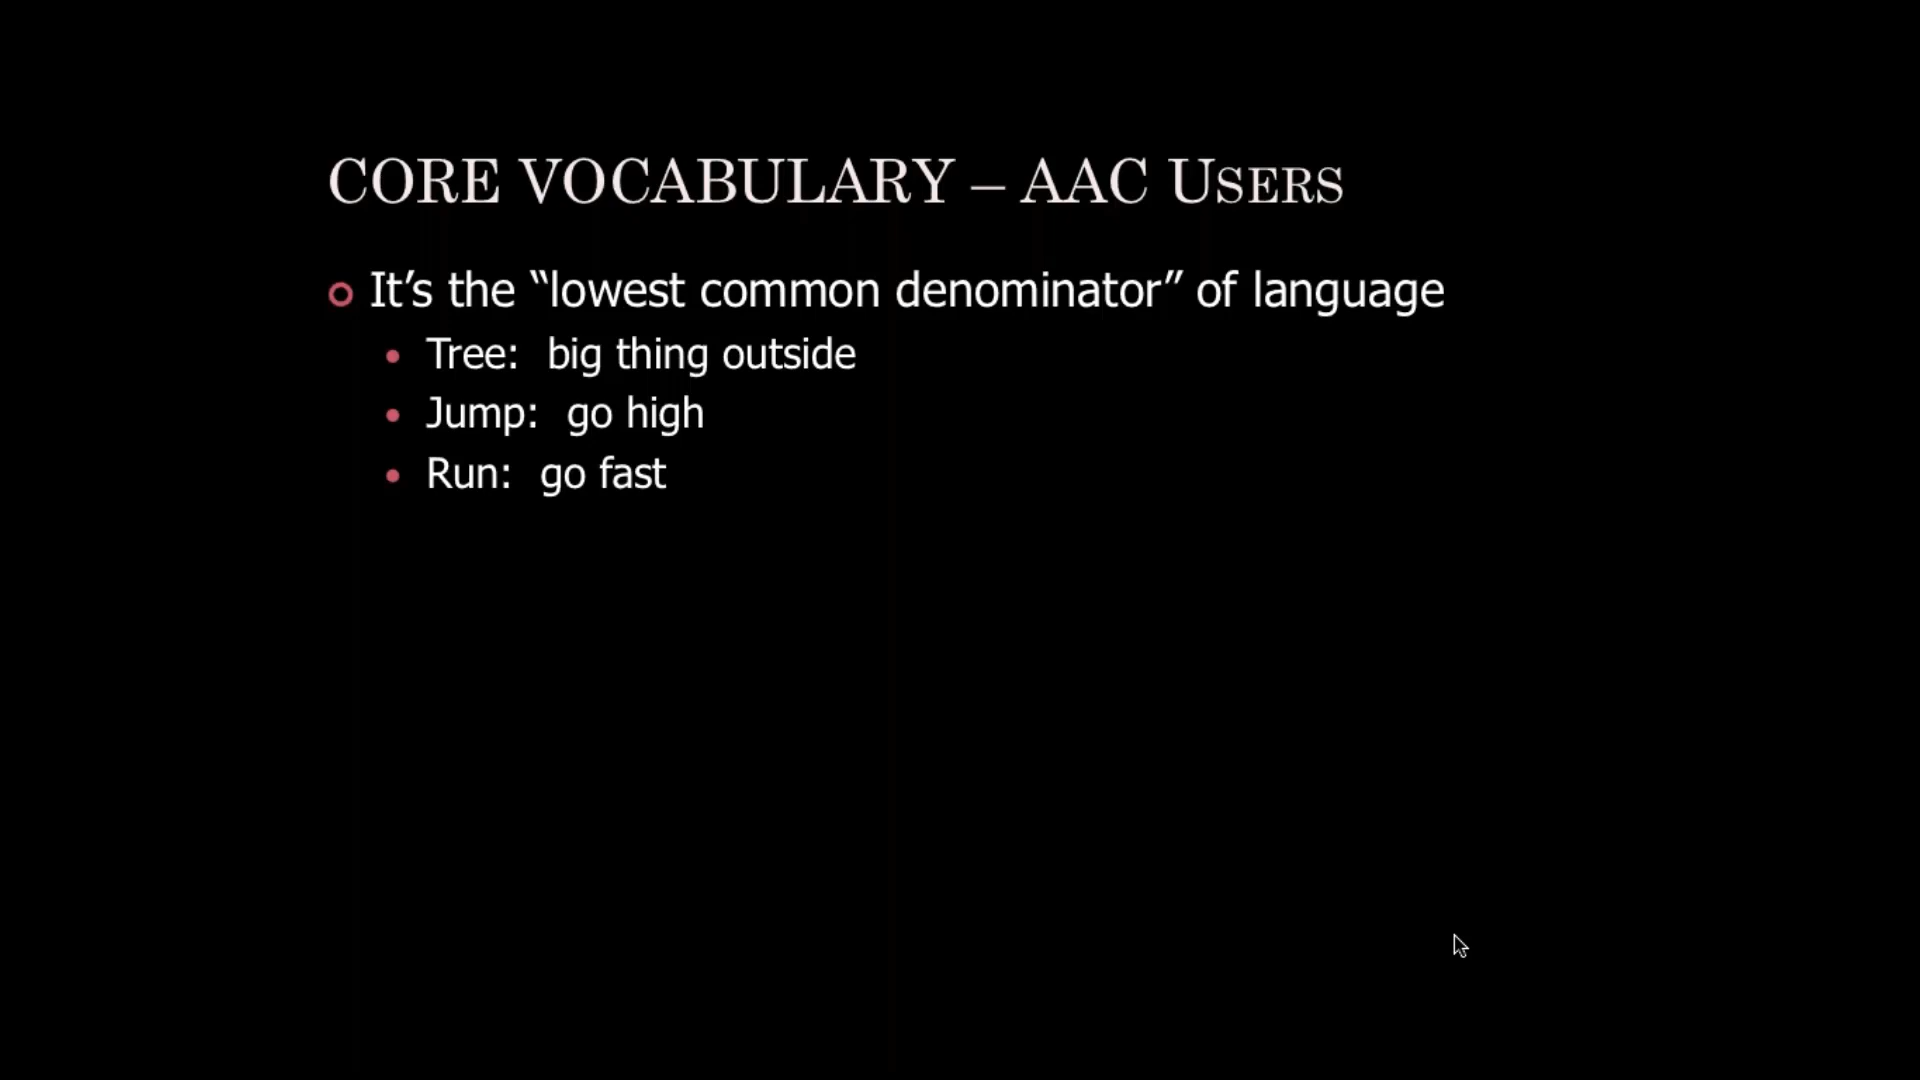 CORE VOCABULARY – AAC USERS
It’s the “lowest common denominator” of language
Tree:  big thing outside
Jump:  go high
Run:  go fast